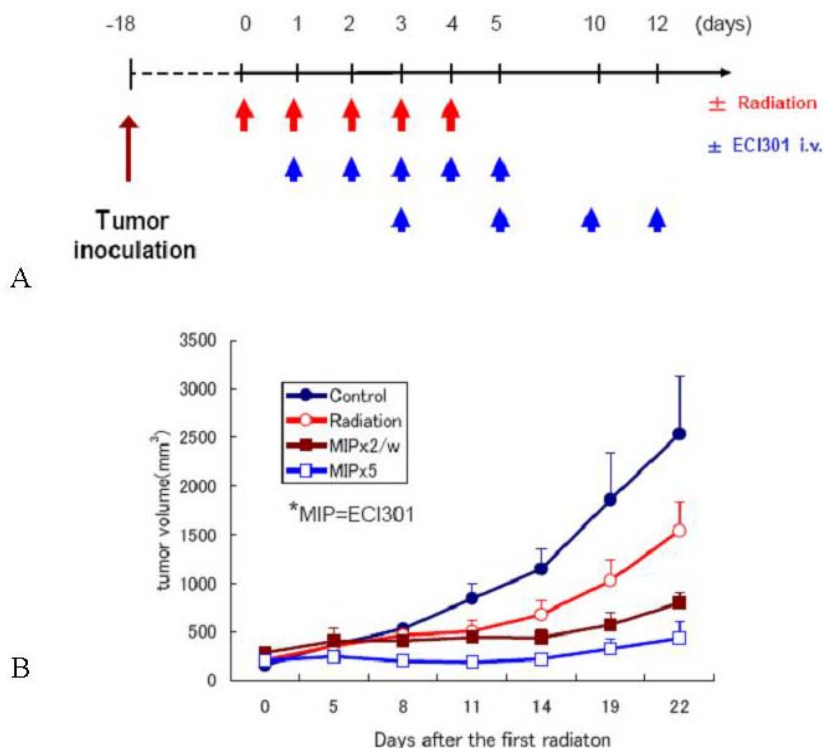 -18 0 1 2 3 4 5 10 12 (days)
± Radiation
± ECI301 i.v.
Tumor
inoculation
A
3500
3000
2500
2000
1500
1000
500
0
tumor volume(mm³)
Control
Radiation
MIPx2/w
MIPx5
*MIP=ECI301
B
0 5 8 11 14 19 22
Days after the first radiaton